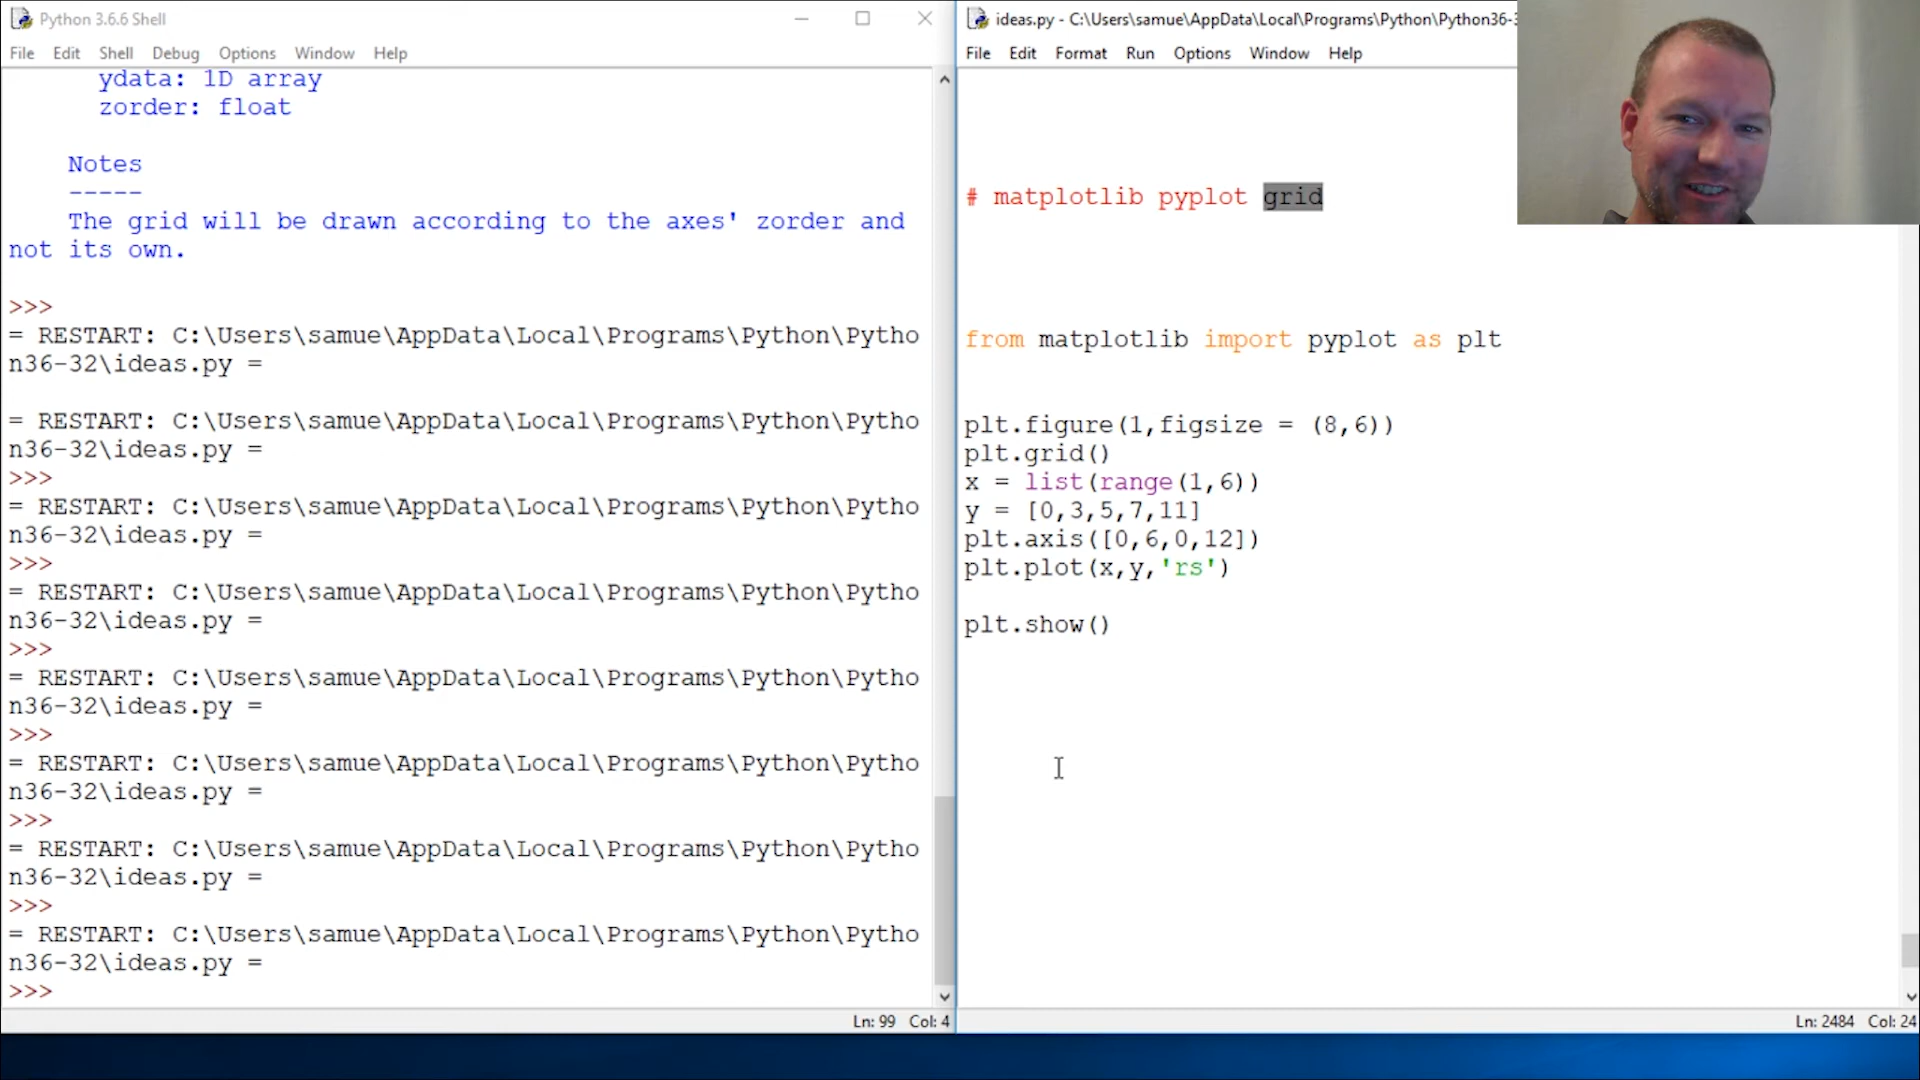 Python 3.6.6 Shell
File Edit Shell Debug Options Window Help
ydata: 1D array
zorder: float
Notes
-----
The grid will be drawn according to the axes' zorder and
not its own.
>>>
= RESTART: C:\Users\samue\AppData\Local\Programs\Python\Pytho
n36-32\ideas.py =
= RESTART: C:\Users\samue\AppData\Local\Programs\Python\Pytho
n36-32\ideas.py =
>>>
= RESTART: C:\Users\samue\AppData\Local\Programs\Python\Pytho
n36-32\ideas.py =
>>>
= RESTART: C:\Users\samue\AppData\Local\Programs\Python\Pytho
n36-32\ideas.py =
>>>
= RESTART: C:\Users\samue\AppData\Local\Programs\Python\Pytho
n36-32\ideas.py =
>>>
= RESTART: C:\Users\samue\AppData\Local\Programs\Python\Pytho
n36-32\ideas.py =
>>>
= RESTART: C:\Users\samue\AppData\Local\Programs\Python\Pytho
n36-32\ideas.py =
>>>
= RESTART: C:\Users\samue\AppData\Local\Programs\Python\Pytho
n36-32\ideas.py =
>>>
Ln: 99 Col: 4
ideas.py - C:\Users\samue\AppData\Local\Programs\Python\Python36-3
File Edit Format Run Options Window Help
# matplotlib pyplot grid
from matplotlib import pyplot as plt
plt.figure(1,figsize = (8,6))
plt.grid()
x = list(range(1,6))
y = [0,3,5,7,11]
plt.axis([0,6,0,12])
plt.plot(x,y,'rs')
plt.show()
Ln: 2484 Col: 24